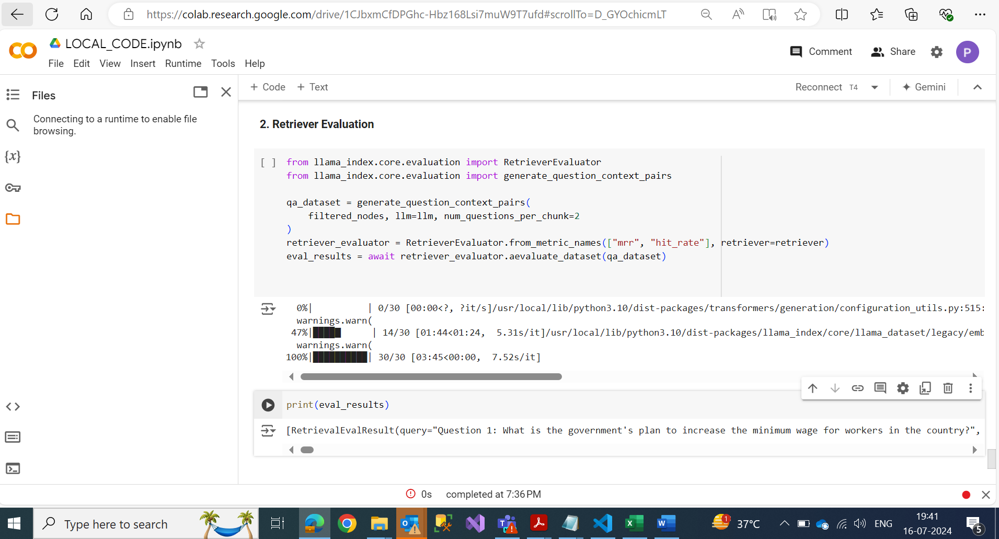 https://colab.research.google.com/drive/1CJbxmCfDPGhc-Hbz168Lsi7muW9T7ufd#scrollTo=D_GYOchicmLT
LOCAL_CODE.ipynb
File Edit View Insert Runtime Tools Help
Comment Share P
Files
Connecting to a runtime to enable file
browsing.
+ Code + Text
Reconnect T4 Gemini
2. Retriever Evaluation
[ ] from llama_index.core.evaluation import RetrieverEvaluator
from llama_index.core.evaluation import generate_question_context_pairs
qa_dataset = generate_question_context_pairs(
    filtered_nodes, llm=llm, num_questions_per_chunk=2
)
retriever_evaluator = RetrieverEvaluator.from_metric_names(["mrr", "hit_rate"], retriever=retriever)
eval_results = await retriever_evaluator.aevaluate_dataset(qa_dataset)
0%| | 0/30 [00:00<?, ?it/s]/usr/local/lib/python3.10/dist-packages/transformers/generation/configuration_utils.py:515:
warnings.warn(
47%|████▋ | 14/30 [01:44<01:24, 5.31s/it]/usr/local/lib/python3.10/dist-packages/llama_index/core/llama_dataset/legacy/emb
warnings.warn(
100%|██████████| 30/30 [03:45<00:00, 7.52s/it]
print(eval_results)
[RetrievalEvalResult(query="Question 1: What is the government's plan to increase the minimum wage for workers in the country?",
0s completed at 7:36 PM
Type here to search
1 37°C
ENG
19:41
16-07-2024
5